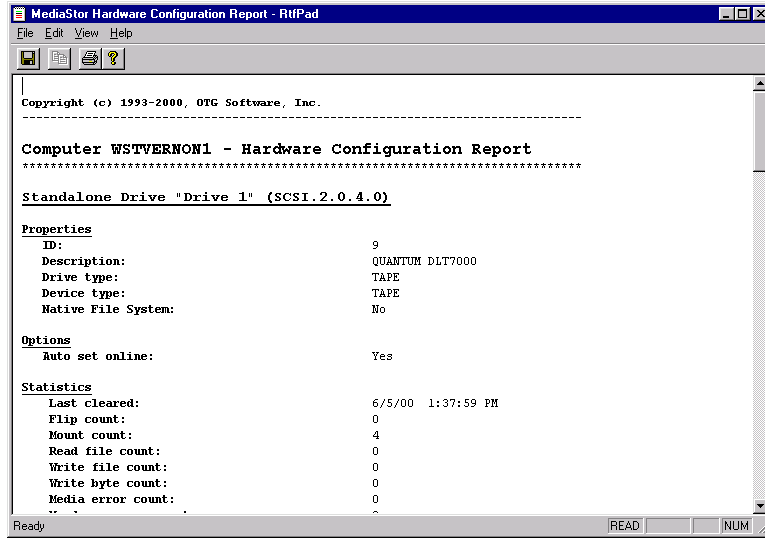 MediaStor Hardware Configuration Report - RtfPad
File Edit View Help
Copyright (c) 1993-2000, OTG Software, Inc.
--------------------------------------------------------------------------------
Computer WSTVERNON1 - Hardware Configuration Report
********************************************************************************
Standalone Drive "Drive 1" (SCSI.2.0.4.0)
Properties
ID: 9
Description: QUANTUM DLT7000
Drive type: TAPE
Device type: TAPE
Native File System: No
Options
Auto set online: Yes
Statistics
Last cleared: 6/5/00 1:37:59 PM
Flip count: 0
Mount count: 4
Read file count: 0
Write file count: 0
Write byte count: 0
Media error count: 0
Ready READ NUM